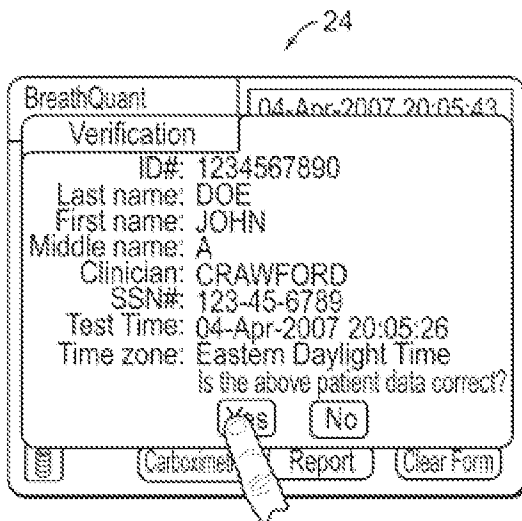 24
BreathQuant
04-Apr-2007 20:05:43
Verification
ID#: 1234567890
Last name: DOE
First name: JOHN
Middle name: A
Clinician: CRAWFORD
SSN#: 123-45-6789
Test Time: 04-Apr-2007 20:05:26
Time zone: Eastern Daylight Time
Is the above patient data correct?
Yes No
Report Clear Form